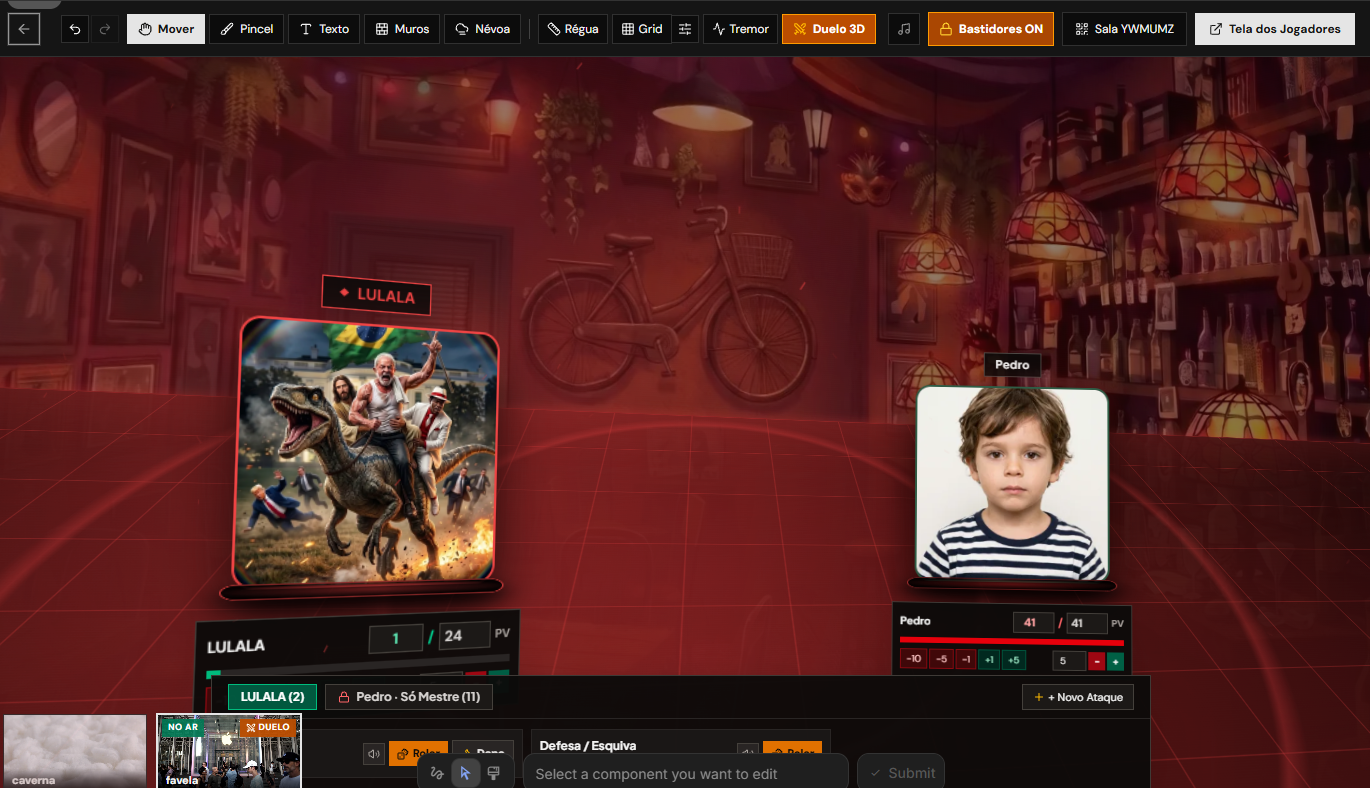 Mover
Pincel
Texto
Muros
Névoa
Régua
Grid
Tremor
Duelo 3D
Bastidores ON
Sala YWMUMZ
Tela dos Jogadores
LULALA
Pedro
LULALA
1 / 24 PV
Pedro
41 / 41 PV
-10 -5 -1 +1 +5 5 - +
LULALA (2)
Pedro · Só Mestre (11)
+ + Novo Ataque
NO AR
DUELO
caverna
favela
Defesa / Esquiva
Select a component you want to edit
Submit